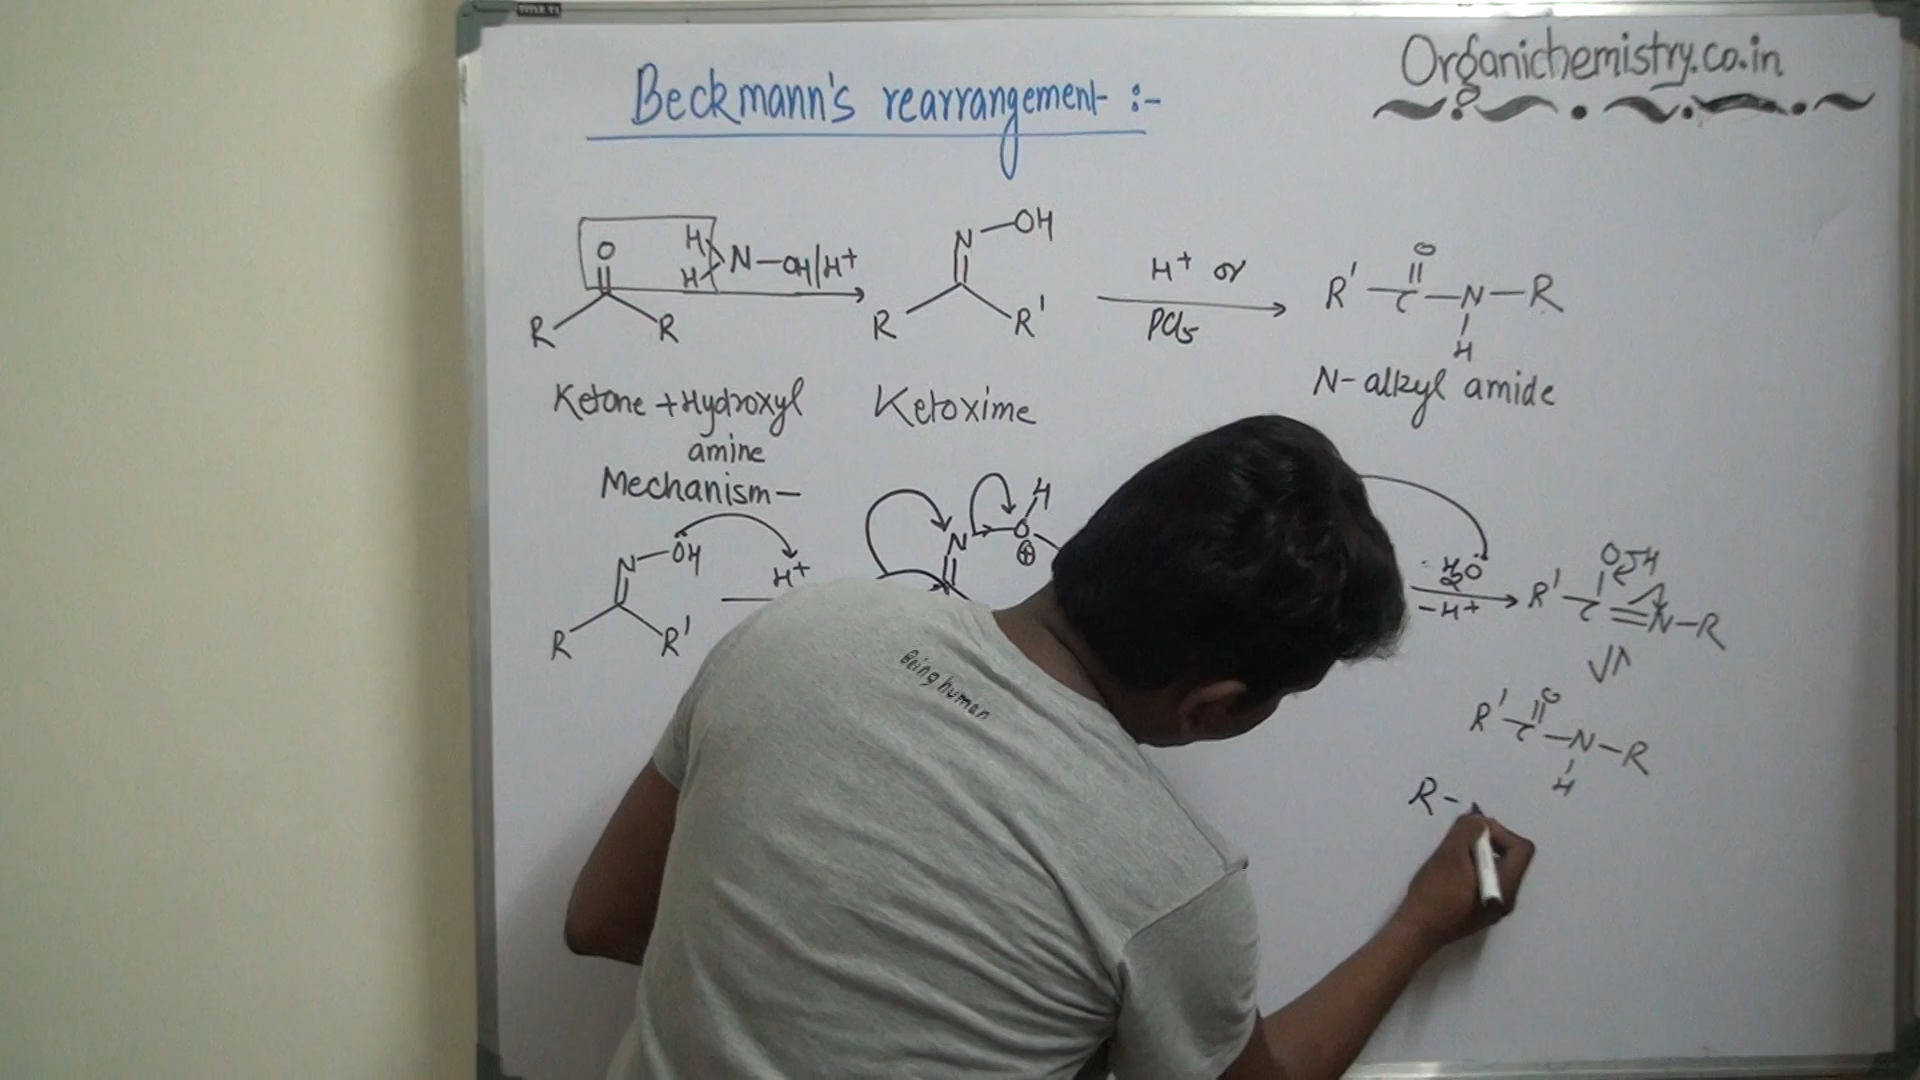 Organichemistry.co.in
Beckmann's rearrangement :-
O
H
H N-OH/H+
R R
N-OH
R R'
H+ or
PCl5
O
R'-C-N-R
H
Ketone + Hydroxyl
amine
Ketoxime
N-alkyl amide
Mechanism-
N-OH
R R'
H+
H
N O
⊕
H2O
-H+
OH
R'-C=N-R
O
R'-C-N-R
H
R-
Being human